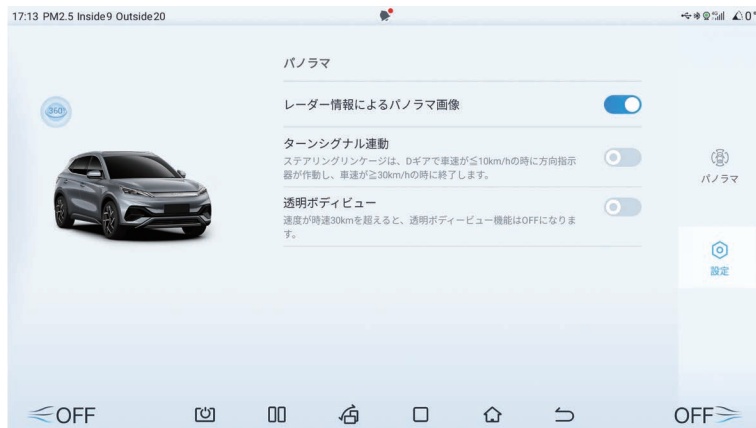 17:13 PM2.5 Inside9 Outside20
0°
パノラマ
レーダー情報によるパノラマ画像
360°
ターンシグナル連動
ステアリングリンケージは、Dギアで車速が≦10km/hの時に方向指示
器が作動し、車速が≧30km/hの時に終了します。
パノラマ
透明ボディビュー
速度が時速30kmを超えると、透明ボディービュー機能はOFFになりま
す。
設定
OFF
OFF